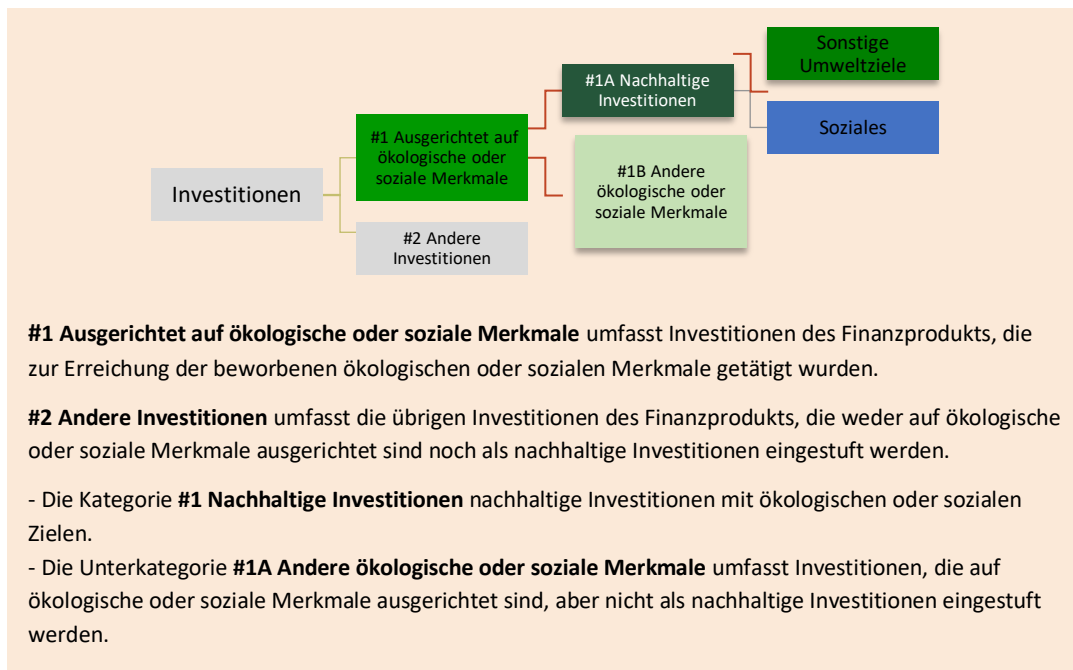 Sonstige
Umweltziele
#1A Nachhaltige
Investitionen
Soziales
#1 Ausgerichtet auf
ökologische oder
soziale Merkmale
#1B Andere
ökologische oder
soziale Merkmale
Investitionen
#2 Andere
Investitionen
#1 Ausgerichtet auf ökologische oder soziale Merkmale umfasst Investitionen des Finanzprodukts, die
zur Erreichung der beworbenen ökologischen oder sozialen Merkmale getätigt wurden.
#2 Andere Investitionen umfasst die übrigen Investitionen des Finanzprodukts, die weder auf ökologische
oder soziale Merkmale ausgerichtet sind noch als nachhaltige Investitionen eingestuft werden.
- Die Kategorie #1 Nachhaltige Investitionen nachhaltige Investitionen mit ökologischen oder sozialen
Zielen.
- Die Unterkategorie #1A Andere ökologische oder soziale Merkmale umfasst Investitionen, die auf
ökologische oder soziale Merkmale ausgerichtet sind, aber nicht als nachhaltige Investitionen eingestuft
werden.